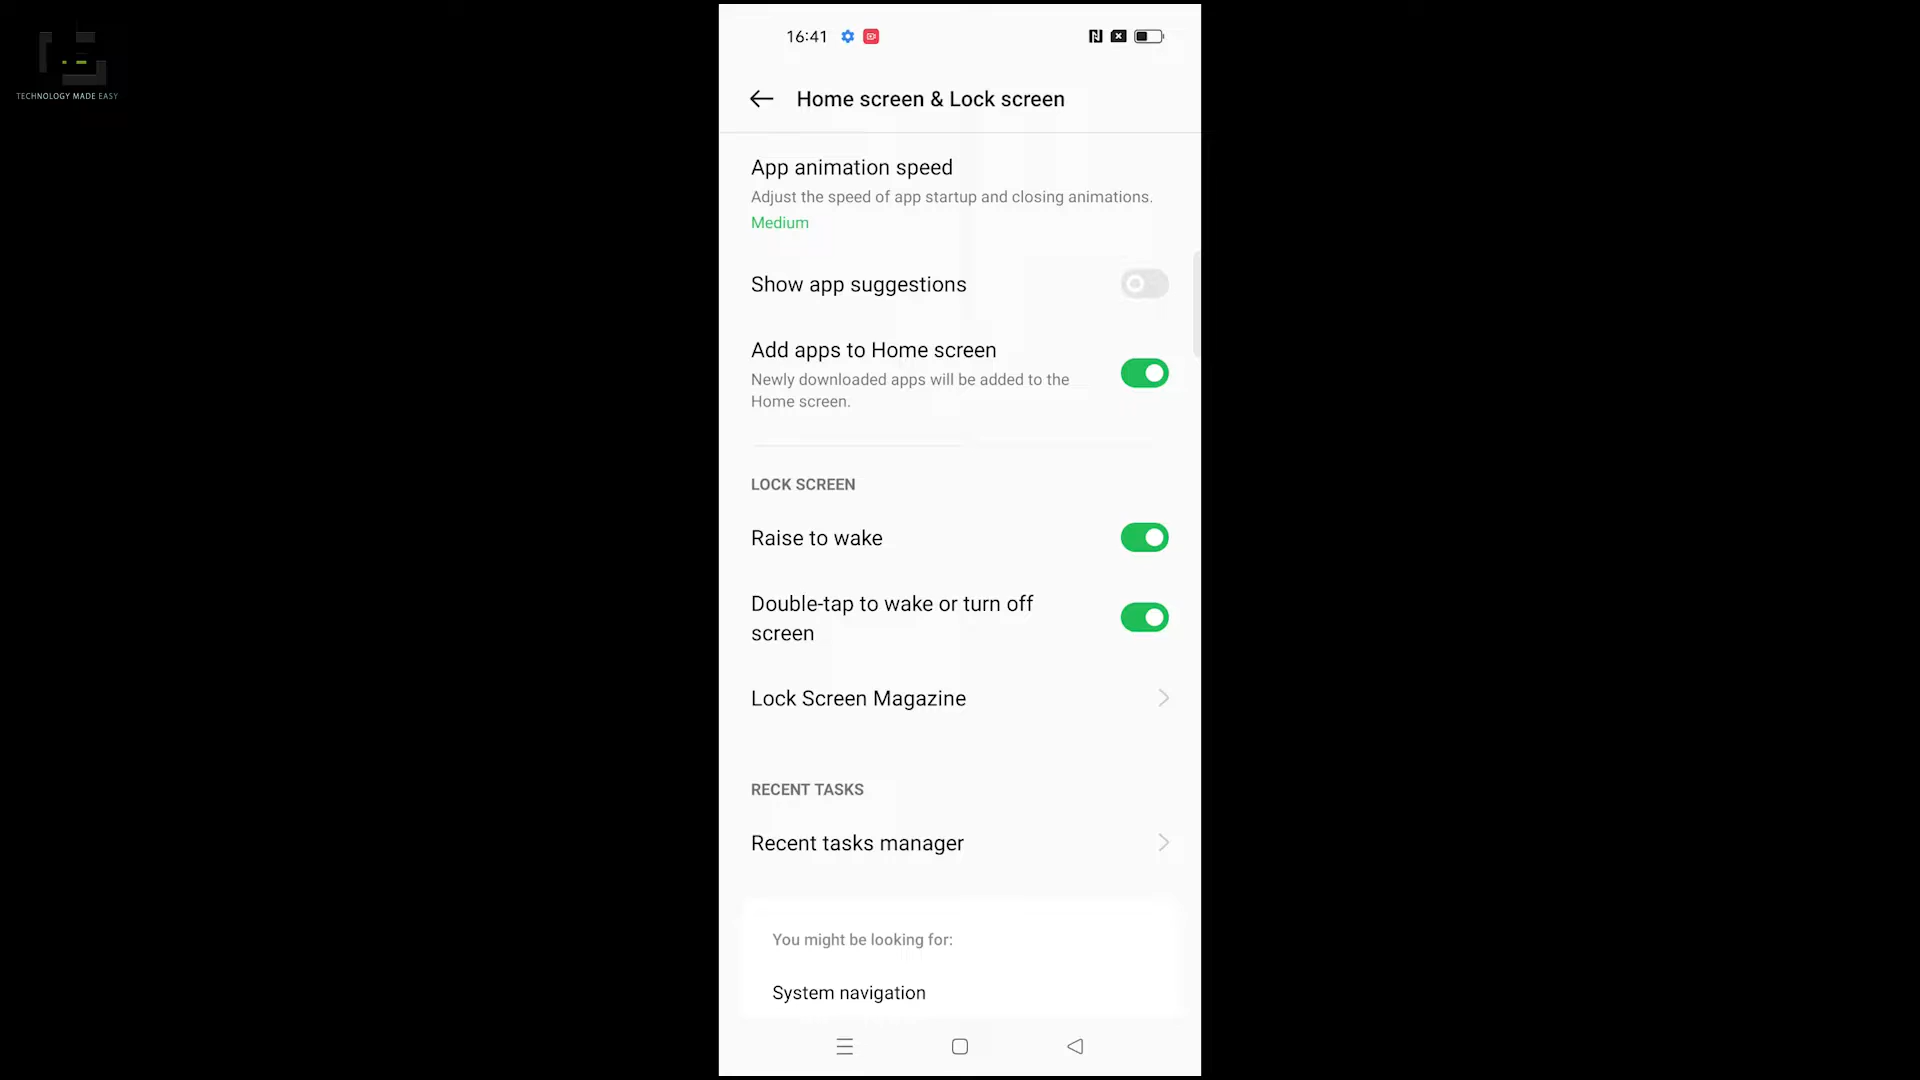 TECHNOLOGY MADE EASY
16:41
Home screen & Lock screen
App animation speed
Adjust the speed of app startup and closing animations.
Medium
Show app suggestions
Add apps to Home screen
Newly downloaded apps will be added to the
Home screen.
LOCK SCREEN
Raise to wake
Double-tap to wake or turn off
screen
Lock Screen Magazine
RECENT TASKS
Recent tasks manager
You might be looking for:
System navigation